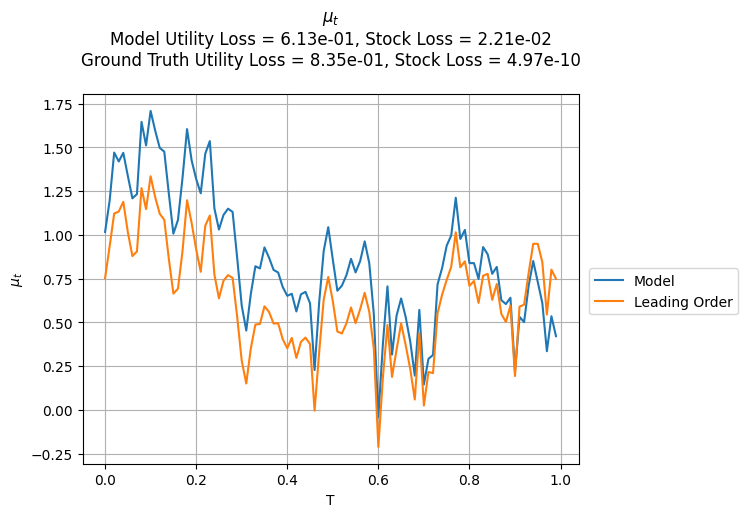 μₜ
Model Utility Loss = 6.13e-01, Stock Loss = 2.21e-02
Ground Truth Utility Loss = 8.35e-01, Stock Loss = 4.97e-10
1.75
1.50
1.25
1.00
0.75
0.50
0.25
0.00
−0.25
μₜ
0.0
0.2
0.4
0.6
0.8
1.0
T
Model
Leading Order